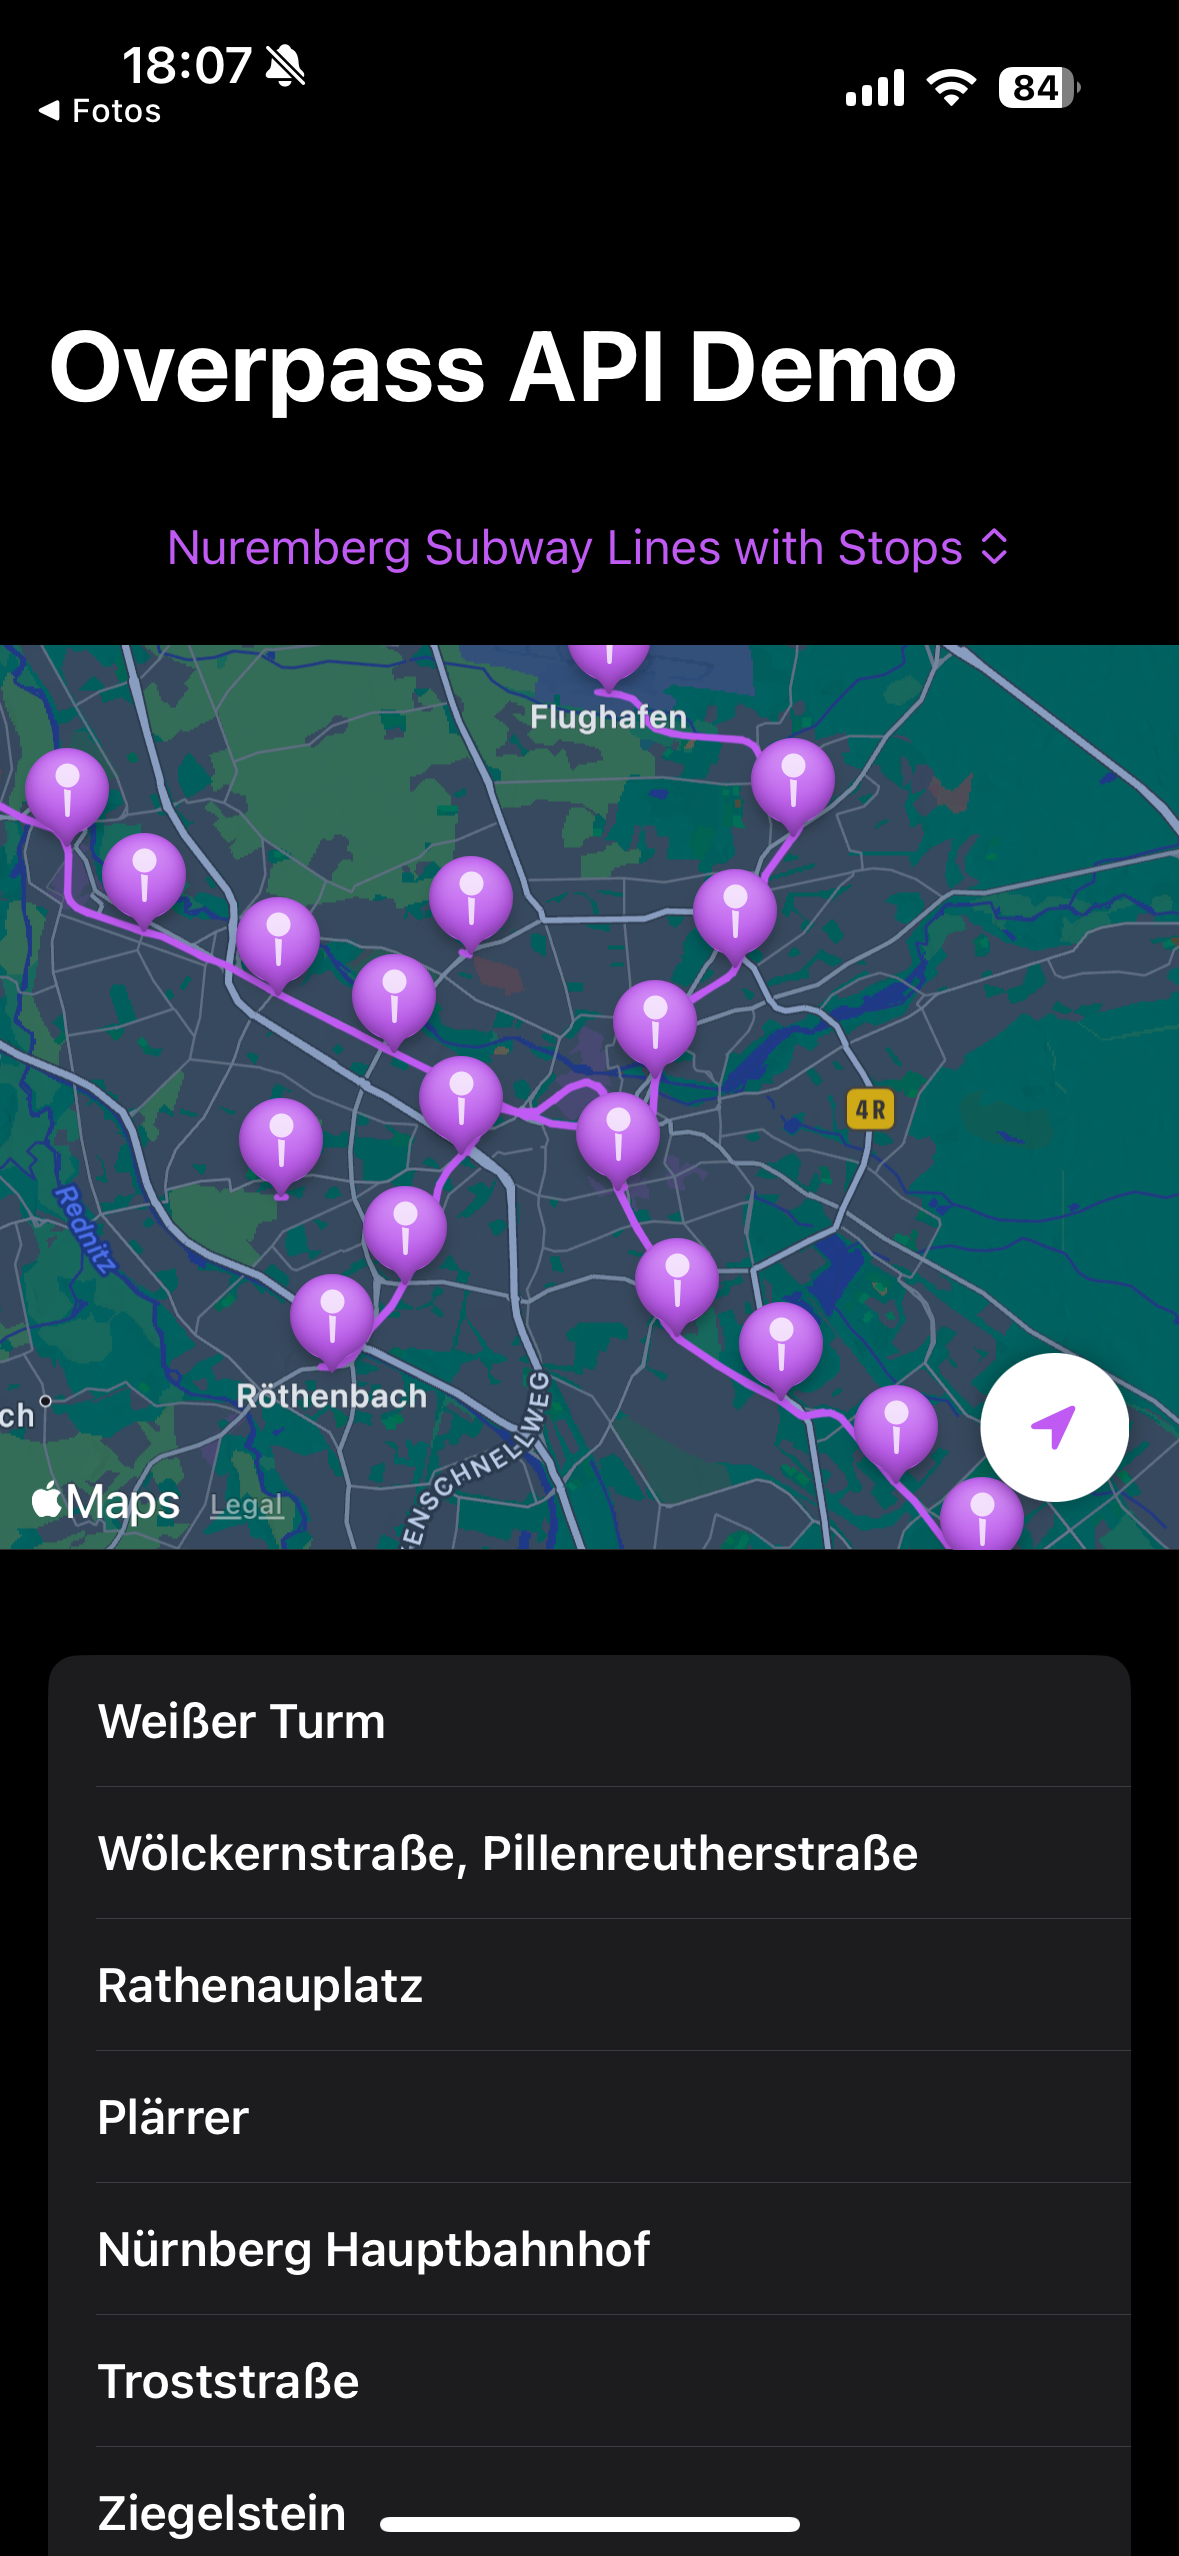 18:07
84
Fotos
Overpass API Demo
Nuremberg Subway Lines with Stops
Flughafen
4R
Rednitz
Röthenbach
ch
ENSCHNELLWEG
Maps
Legal
Weißer Turm
Wölckernstraße, Pillenreutherstraße
Rathenauplatz
Plärrer
Nürnberg Hauptbahnhof
Troststraße
Ziegelstein